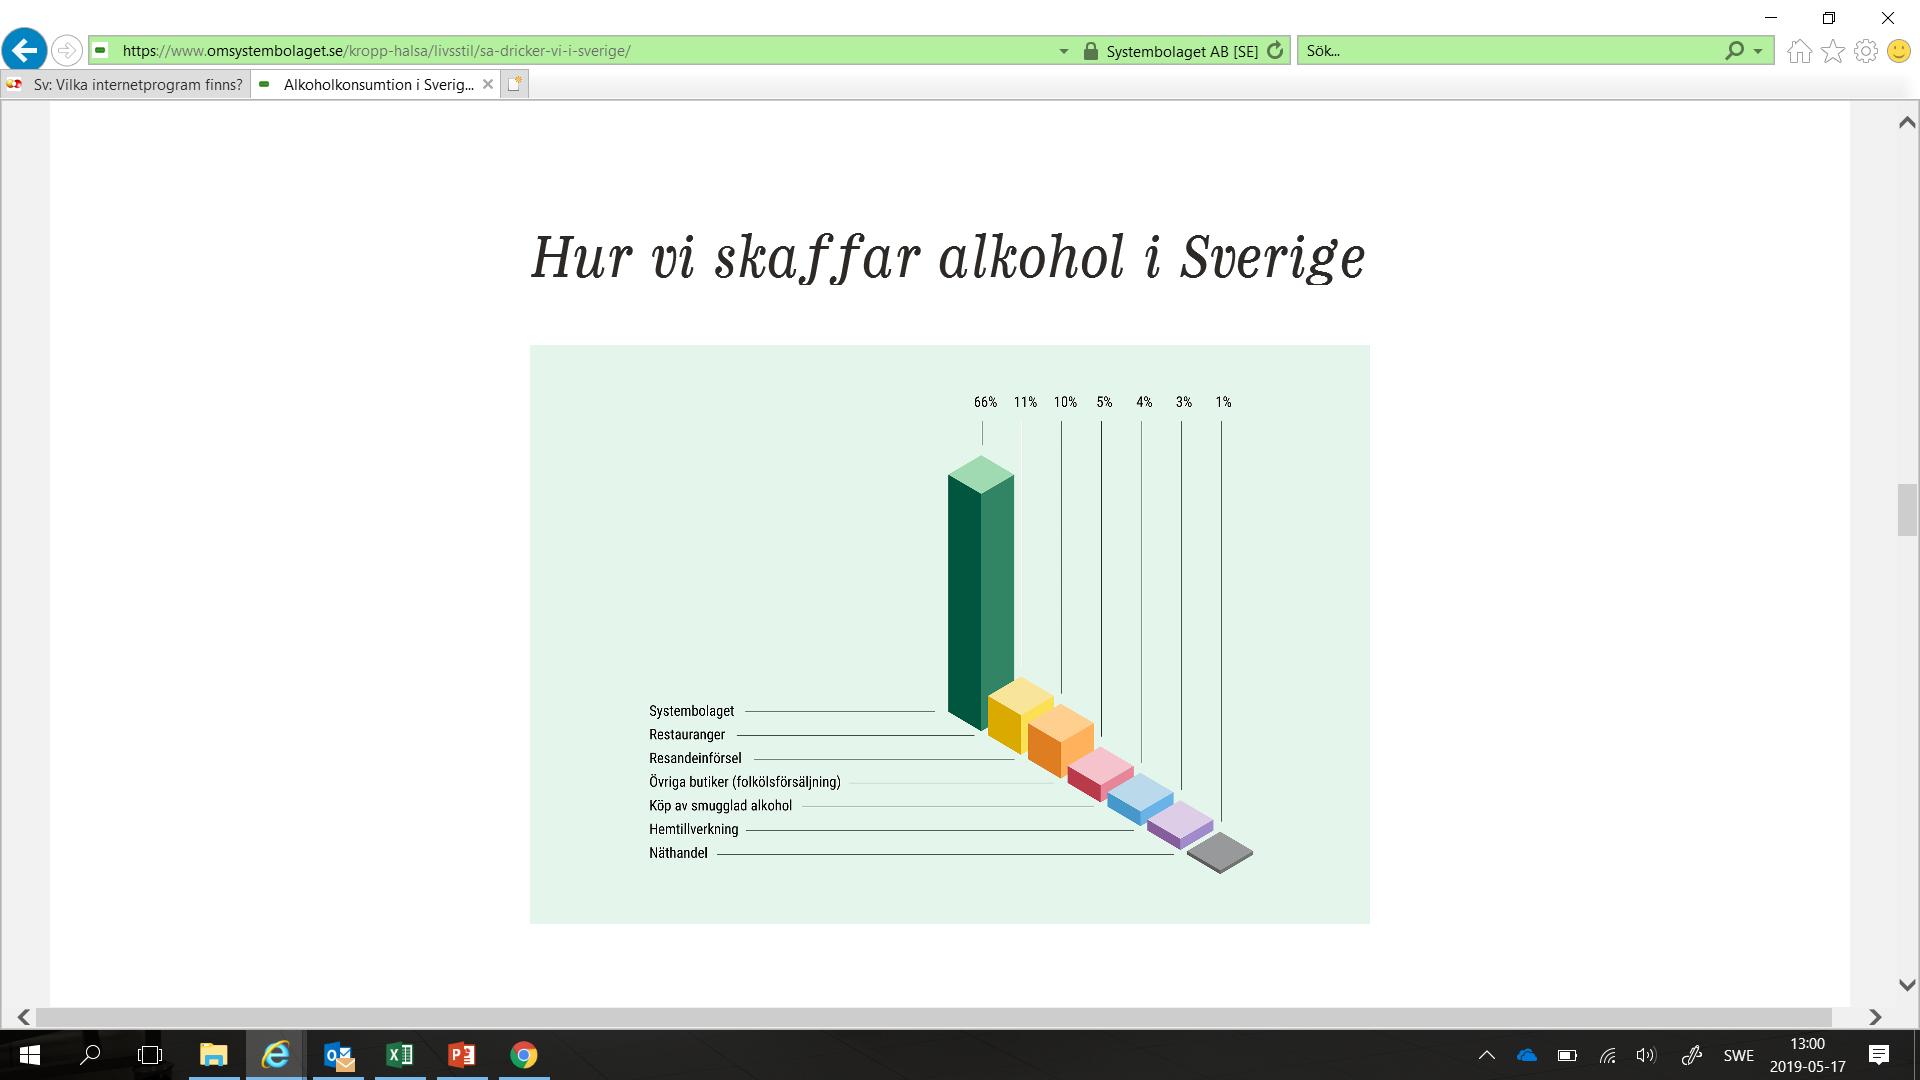 https://www.omsystembolaget.se/kropp-halsa/livsstil/sa-dricker-vi-i-sverige/
Systembolaget AB [SE]
Sök...
Sv: Vilka internetprogram finns?
Alkoholkonsumtion i Sverig...
Hur vi skaffar alkohol i Sverige
66% 11% 10% 5% 4% 3% 1%
Systembolaget
Restauranger
Resandeinförsel
Övriga butiker (folkölsförsäljning)
Köp av smugglad alkohol
Hemtillverkning
Näthandel
SWE
13:00
2019-05-17